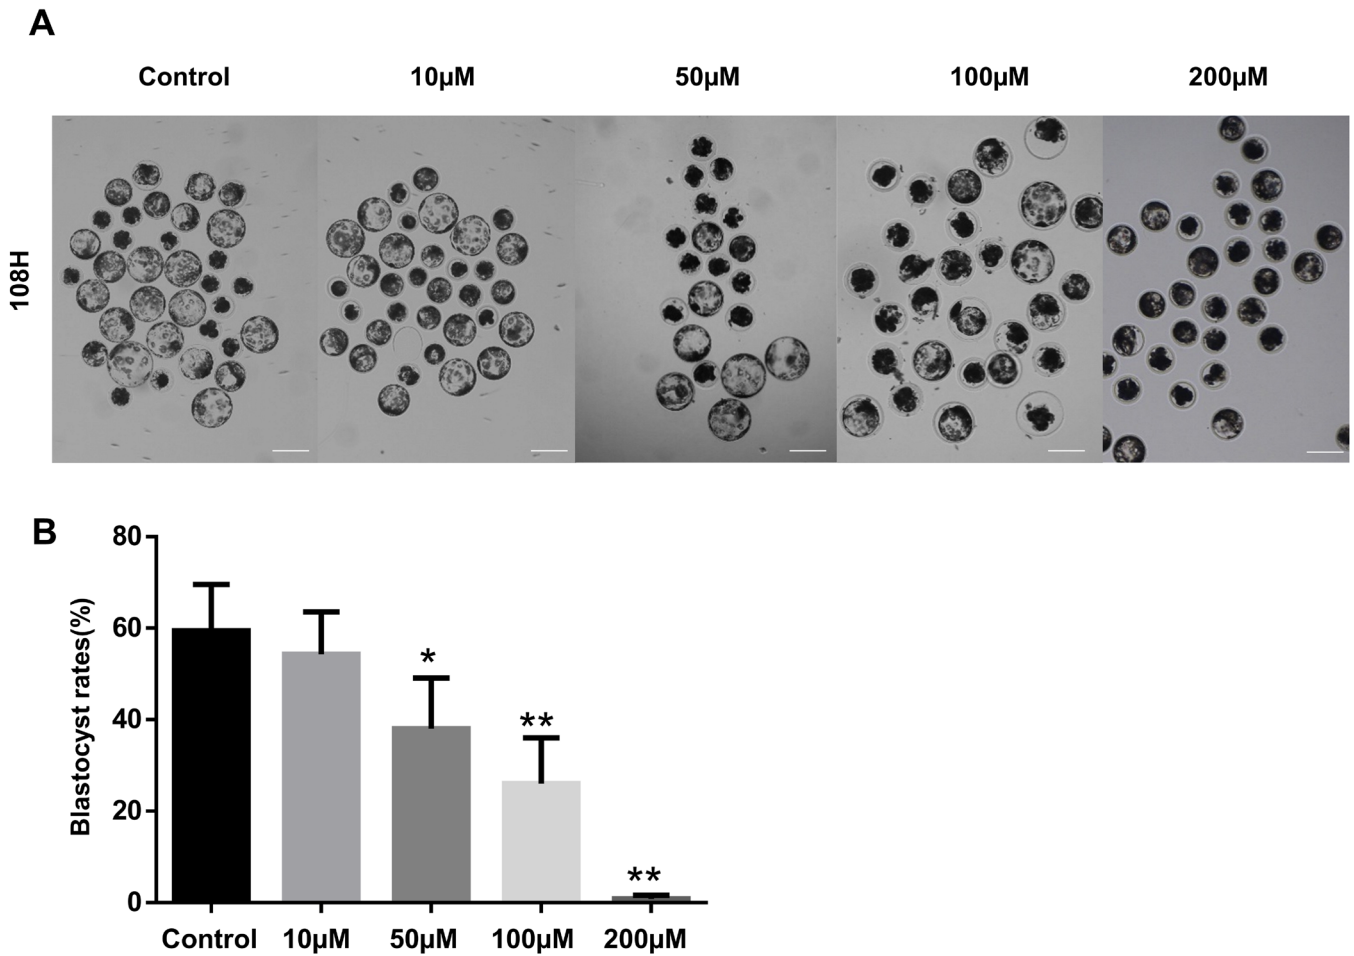 A
Control 10µM 50µM 100µM 200µM
108H
B
Blastocyst rates(%)
80
60
40
20
0
*
**
**
Control 10µM 50µM 100µM 200µM